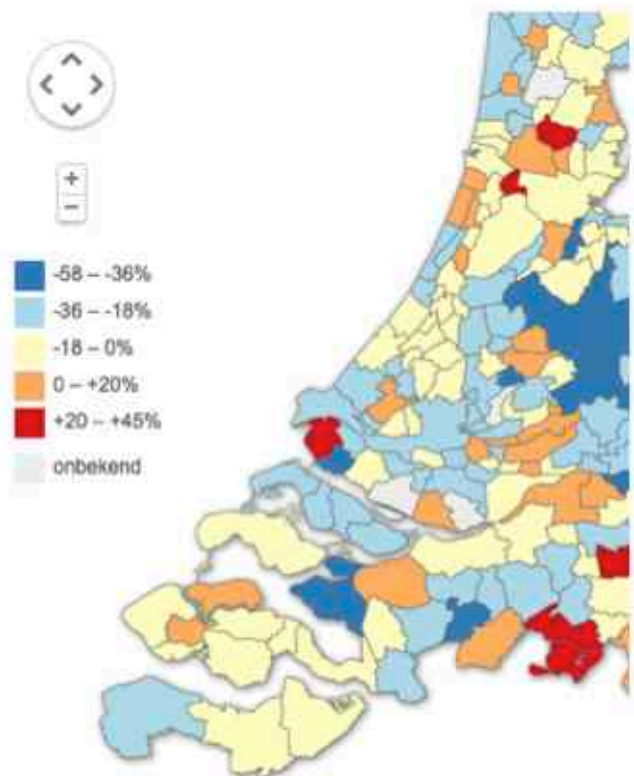 +
−
-58 – -36%
-36 – -18%
-18 – 0%
0 – +20%
+20 – +45%
onbekend